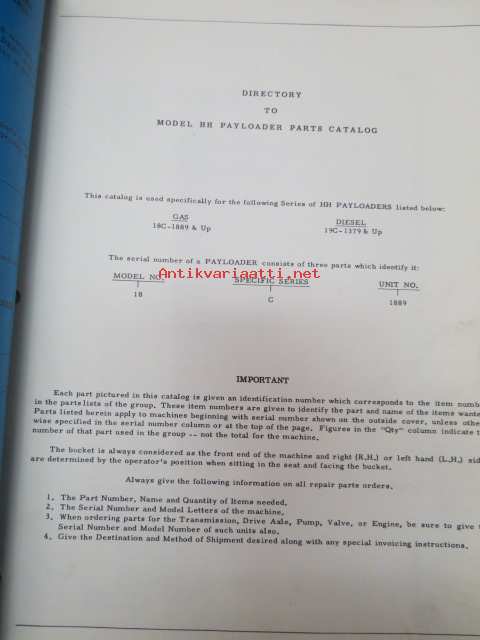 DIRECTORY
TO
MODEL HH PAYLOADER PARTS CATALOG
This catalog is used specifically for the following Series of HH PAYLOADERS listed below:
GAS DIESEL
18C-1889 & Up 19C-1379 & Up
The serial number of a PAYLOADER consists of three parts which identify it:
Antikvariaatti.net
MODEL NO. SPECIFIC SERIES UNIT NO.
18 C 1889
IMPORTANT
Each part pictured in this catalog is given an identification number which corresponds to the item numb
in the parts lists of the group. These item numbers are given to identify the part and name of the items wante
Parts listed herein apply to machines beginning with serial number shown on the outside cover, unless othe
wise specified in the serial number column or at the top of the page. Figures in the "Qty" column indicate t
number of that part used in the group -- not the total for the machine.
The bucket is always considered as the front end of the machine and right (R.H.) or left hand (L.H.) sid
are determined by the operator's position when sitting in the seat and facing the bucket.
Always give the following information on all repair parts orders.
1. The Part Number, Name and Quantity of Items needed.
2. The Serial Number and Model Letters of the machine.
3. When ordering parts for the Transmission, Drive Axle, Pump, Valve, or Engine, be sure to give t
Serial Number and Model Number of such units also.
4. Give the Destination and Method of Shipment desired along with any special invoicing instructions.